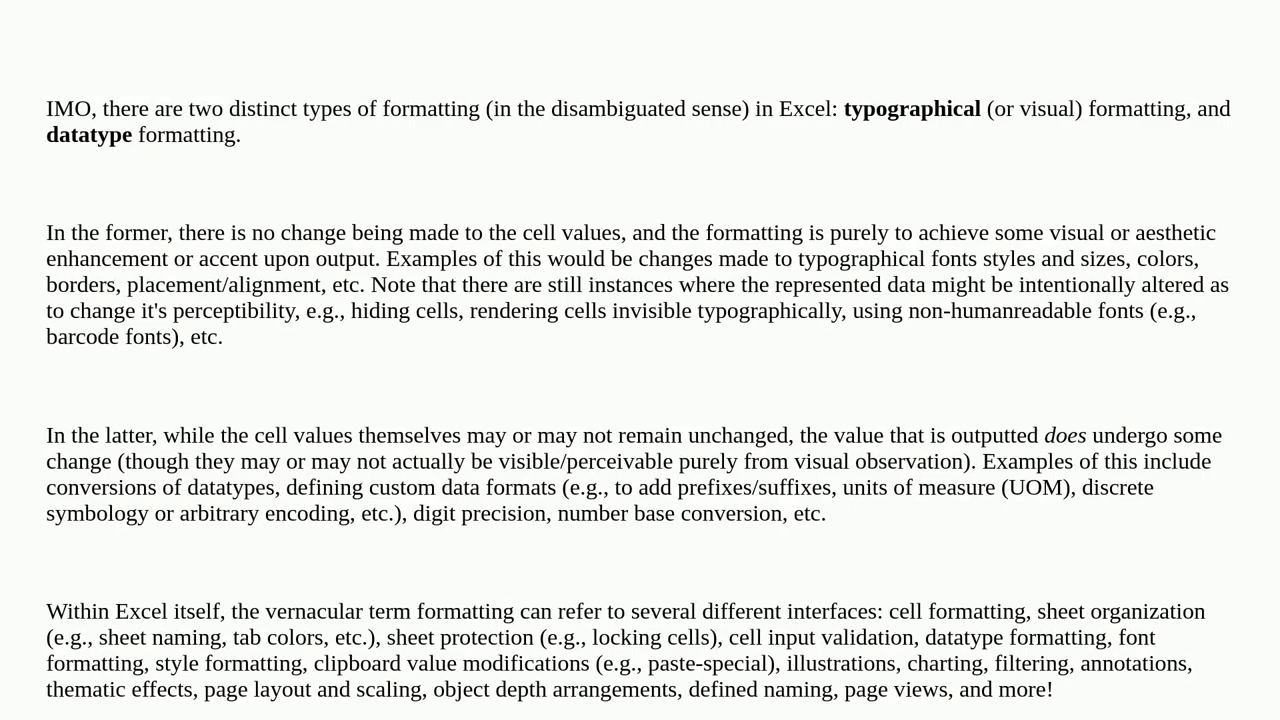 IMO, there are two distinct types of formatting (in the disambiguated sense) in Excel: typographical (or visual) formatting, and
datatype formatting.
In the former, there is no change being made to the cell values, and the formatting is purely to achieve some visual or aesthetic
enhancement or accent upon output. Examples of this would be changes made to typographical fonts styles and sizes, colors,
borders, placement/alignment, etc. Note that there are still instances where the represented data might be intentionally altered as
to change it's perceptibility, e.g., hiding cells, rendering cells invisible typographically, using non-humanreadable fonts (e.g.,
barcode fonts), etc.
In the latter, while the cell values themselves may or may not remain unchanged, the value that is outputted does undergo some
change (though they may or may not actually be visible/perceivable purely from visual observation). Examples of this include
conversions of datatypes, defining custom data formats (e.g., to add prefixes/suffixes, units of measure (UOM), discrete
symbology or arbitrary encoding, etc.), digit precision, number base conversion, etc.
Within Excel itself, the vernacular term formatting can refer to several different interfaces: cell formatting, sheet organization
(e.g., sheet naming, tab colors, etc.), sheet protection (e.g., locking cells), cell input validation, datatype formatting, font
formatting, style formatting, clipboard value modifications (e.g., paste-special), illustrations, charting, filtering, annotations,
thematic effects, page layout and scaling, object depth arrangements, defined naming, page views, and more!